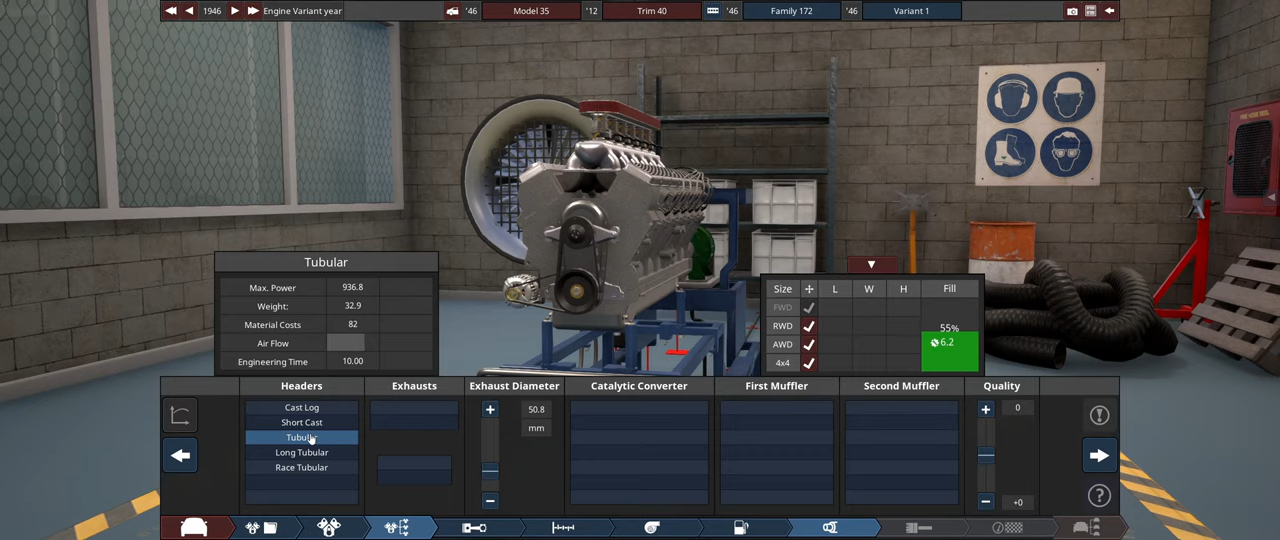 1946 Engine Variant year '46 Model 35 '12 Trim 40 '46 Family 172 '46 Variant 1
Tubular
Max. Power 936.8
Weight: 32.9
Material Costs 82
Air Flow
Engineering Time 10.00
Size L W H Fill
FWD
RWD 55%
AWD 6.2
4x4
Headers Exhausts Exhaust Diameter Catalytic Converter First Muffler Second Muffler Quality
Cast Log 50.8 0
Short Cast mm
Tubular
Long Tubular
Race Tubular
+0